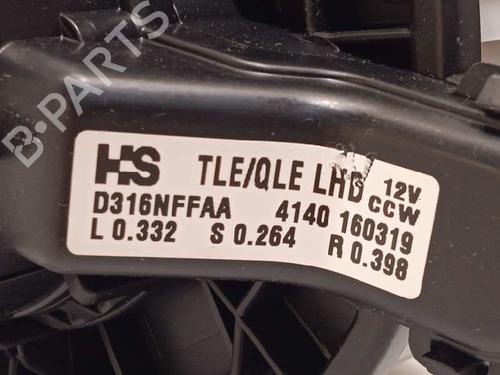 B-PARTS
HS TLE/QLE LHD 12V
D316NFFAA 4140 160319 CCW
L 0.332 S 0.264 R 0.398